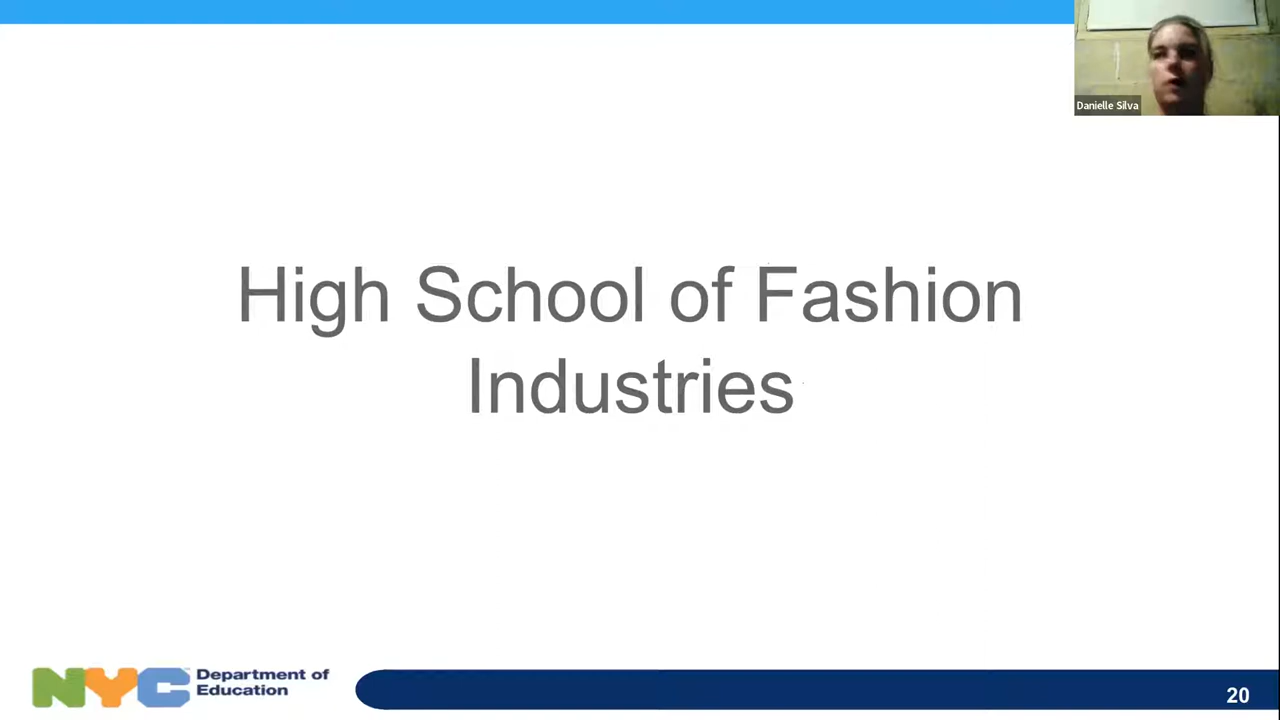 Danielle Silva
High School of Fashion
Industries
NYC Department of
Education
20